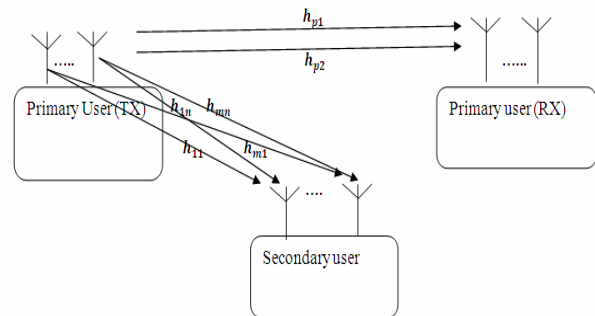 h_{p1}
h_{p2}
…..
......
Primary User (TX)
Primary user (RX)
h_{1n} h_{mn}
h_{11} h_{m1}
....
Secondary user